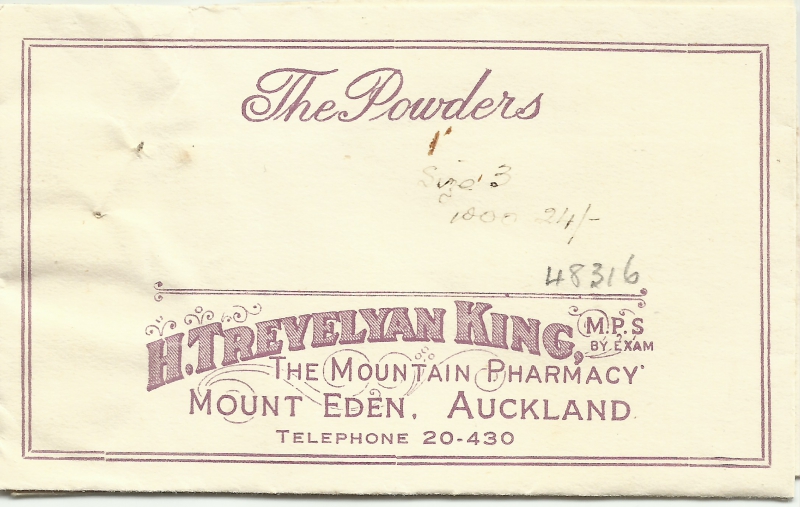 The Powders
Size 3
1000 24/-
48316
H. TREVELYAN KING, M.P.S
BY EXAM
THE MOUNTAIN PHARMACY
MOUNT EDEN. AUCKLAND
TELEPHONE 20-430